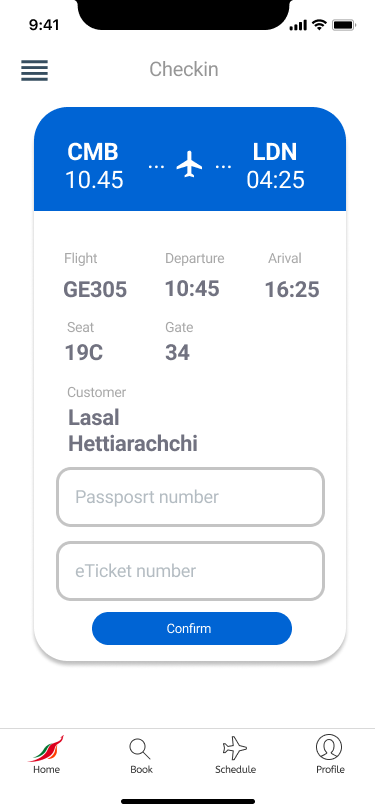 9:41
Checkin
CMB ... ... LDN
10.45 04:25
Flight Departure Arival
GE305 10:45 16:25
Seat Gate
19C 34
Customer
Lasal
Hettiarachchi
Passposrt number
eTicket number
Confirm
Home Book Schedule Profile